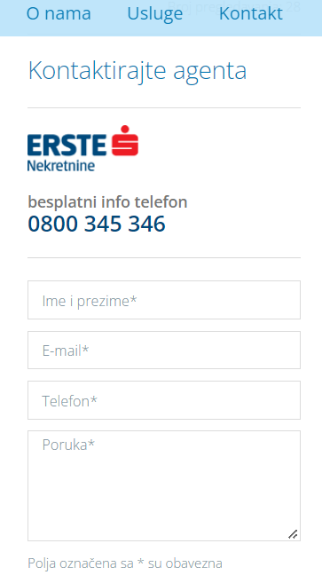 O nama Usluge Kontakt
Kontaktirajte agenta
ERSTE
Nekretnine
besplatni info telefon
0800 345 346
Ime i prezime*
E-mail*
Telefon*
Poruka*
Polja označena sa * su obavezna